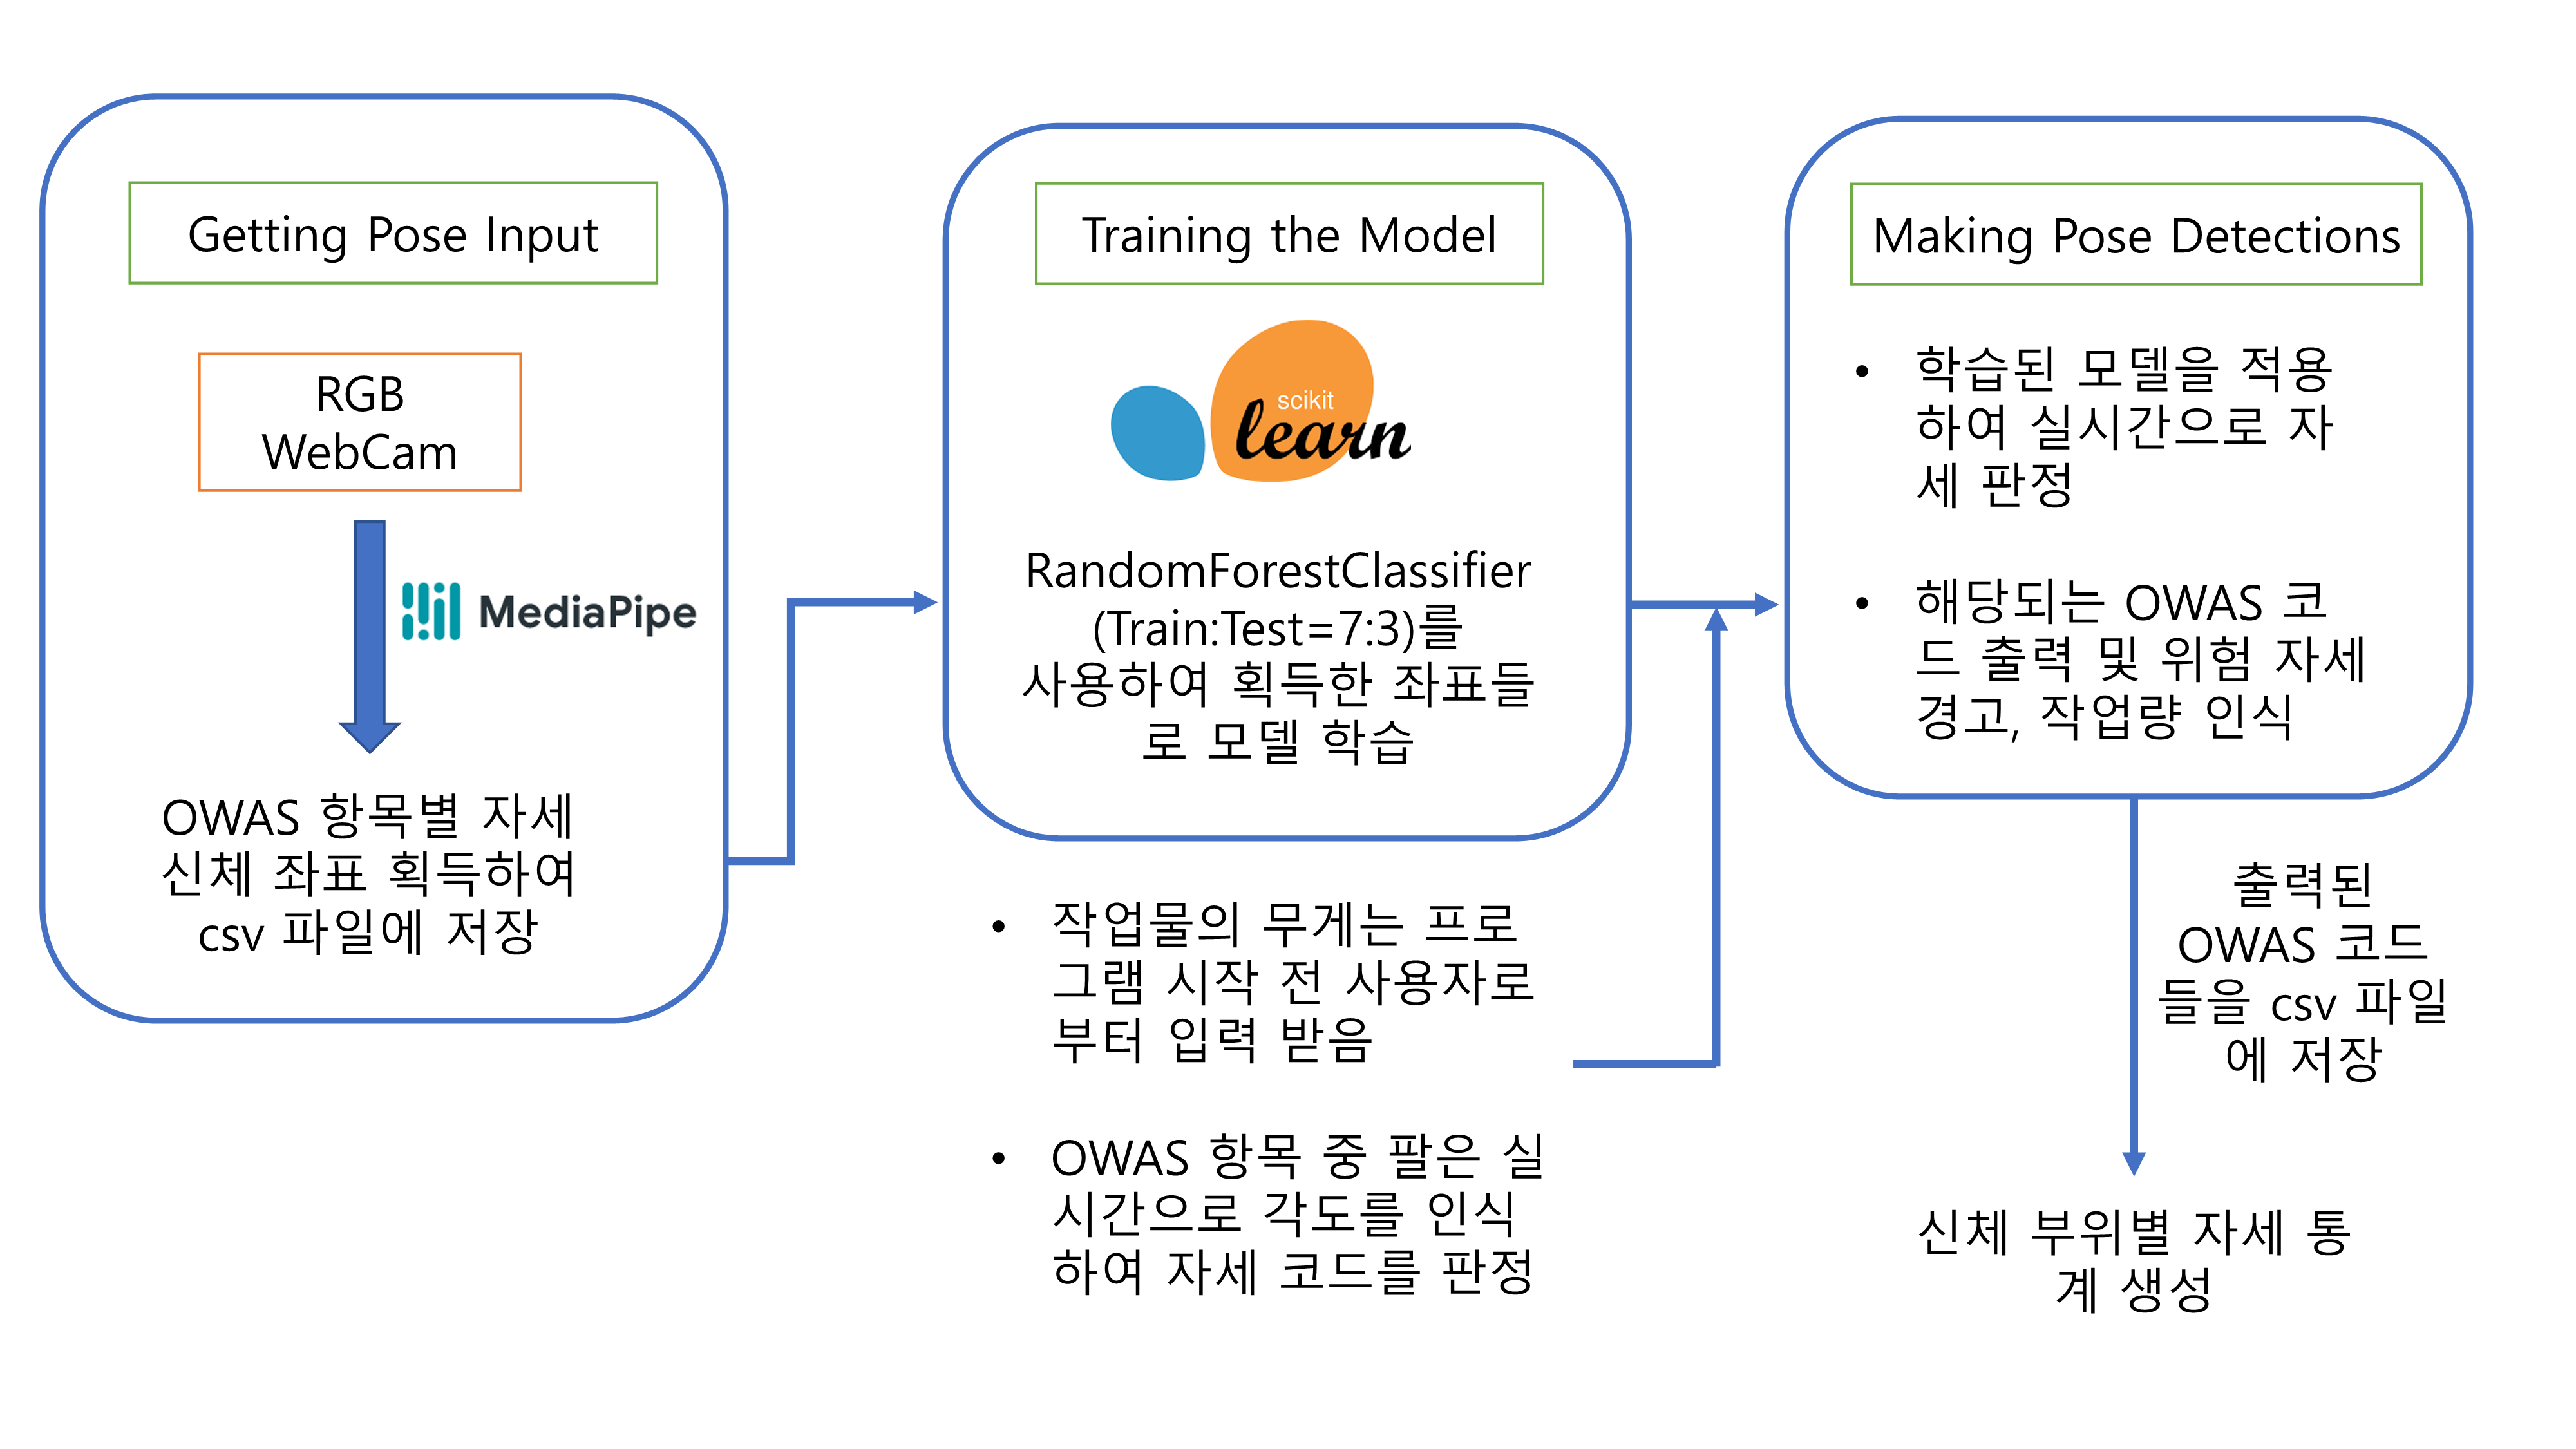 Getting Pose Input
RGB
WebCam
MediaPipe
OWAS 항목별 자세
신체 좌표 획득하여
csv 파일에 저장
Training the Model
scikit
learn
RandomForestClassifier
(Train:Test=7:3)를
사용하여 획득한 좌표들
로 모델 학습
• 작업물의 무게는 프로
그램 시작 전 사용자로
부터 입력 받음
• OWAS 항목 중 팔은 실
시간으로 각도를 인식
하여 자세 코드를 판정
Making Pose Detections
• 학습된 모델을 적용
하여 실시간으로 자
세 판정
• 해당되는 OWAS 코
드 출력 및 위험 자세
경고, 작업량 인식
출력된
OWAS 코드
들을 csv 파일
에 저장
신체 부위별 자세 통
계 생성